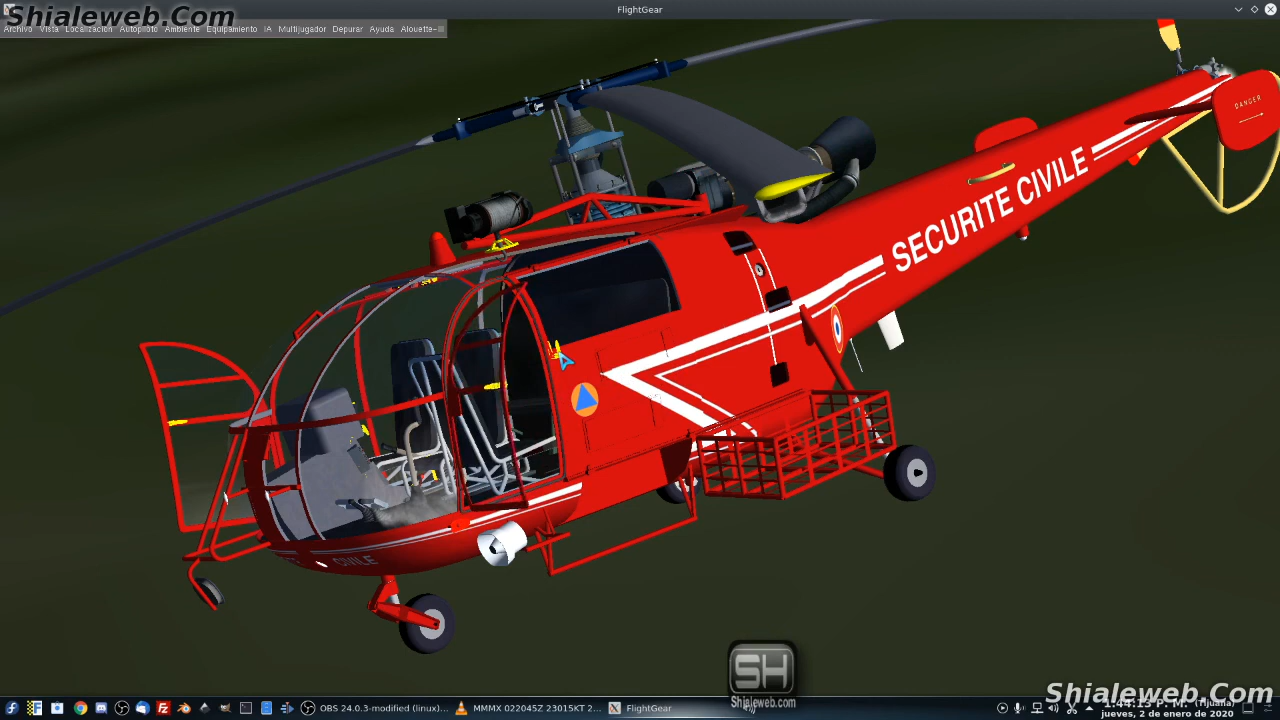 Shialeweb.Com
FlightGear
Archivo Vista Localización Autopiloto Ambiente Equipamiento IA Multijugador Depurar Ayuda Alouette-
DANGER
SECURITE CIVILE
CIVILE
SH
Shialeweb.com
Shialeweb.Com
OBS 24.0.3-modified (linux)... MMMX 022045Z 23015KT 2... FlightGear
1:44:13 P. M. (Tijuana)
jueves, 2 de enero de 2020